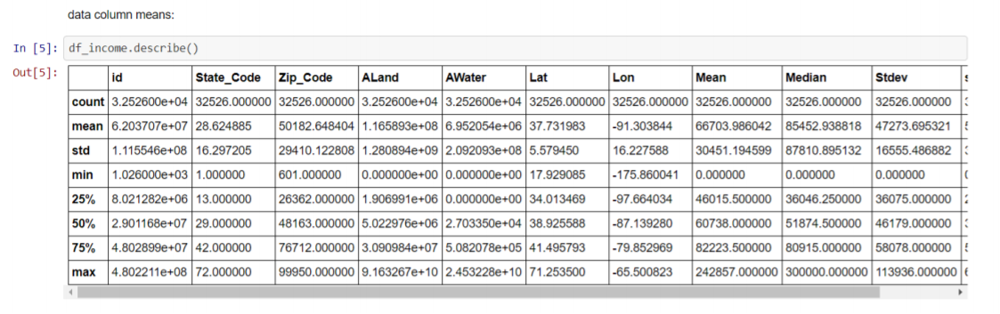 data column means:
In [5]: df_income.describe()
Out[5]:
id State_Code Zip_Code ALand AWater Lat Lon Mean Median Stdev
count 3.252600e+04 32526.000000 32526.000000 3.252600e+04 3.252600e+04 32526.000000 32526.000000 32526.000000 32526.000000 32526.000000
mean 6.203707e+07 28.624885 50182.648404 1.165893e+08 6.952054e+06 37.731983 -91.303844 66703.986042 85452.938818 47273.695321
std 1.115546e+08 16.297205 29410.122808 1.280894e+09 2.092093e+08 5.579450 16.227588 30451.194599 87810.895132 16555.486882
min 1.026000e+03 1.000000 601.000000 0.000000e+00 0.000000e+00 17.929085 -175.860041 0.000000 0.000000 0.000000
25% 8.021282e+06 13.000000 26362.000000 1.906991e+06 0.000000e+00 34.013469 -97.664034 46015.500000 36046.250000 36075.000000
50% 2.901168e+07 29.000000 48163.000000 5.022976e+06 2.703350e+04 38.925588 -87.139280 60738.000000 51874.500000 46179.000000
75% 4.802899e+07 42.000000 76712.000000 3.090984e+07 5.082078e+05 41.495793 -79.852969 82223.500000 80915.000000 58078.000000
max 4.802211e+08 72.000000 99950.000000 9.163267e+10 2.453228e+10 71.253500 -65.500823 242857.000000 300000.000000 113936.000000